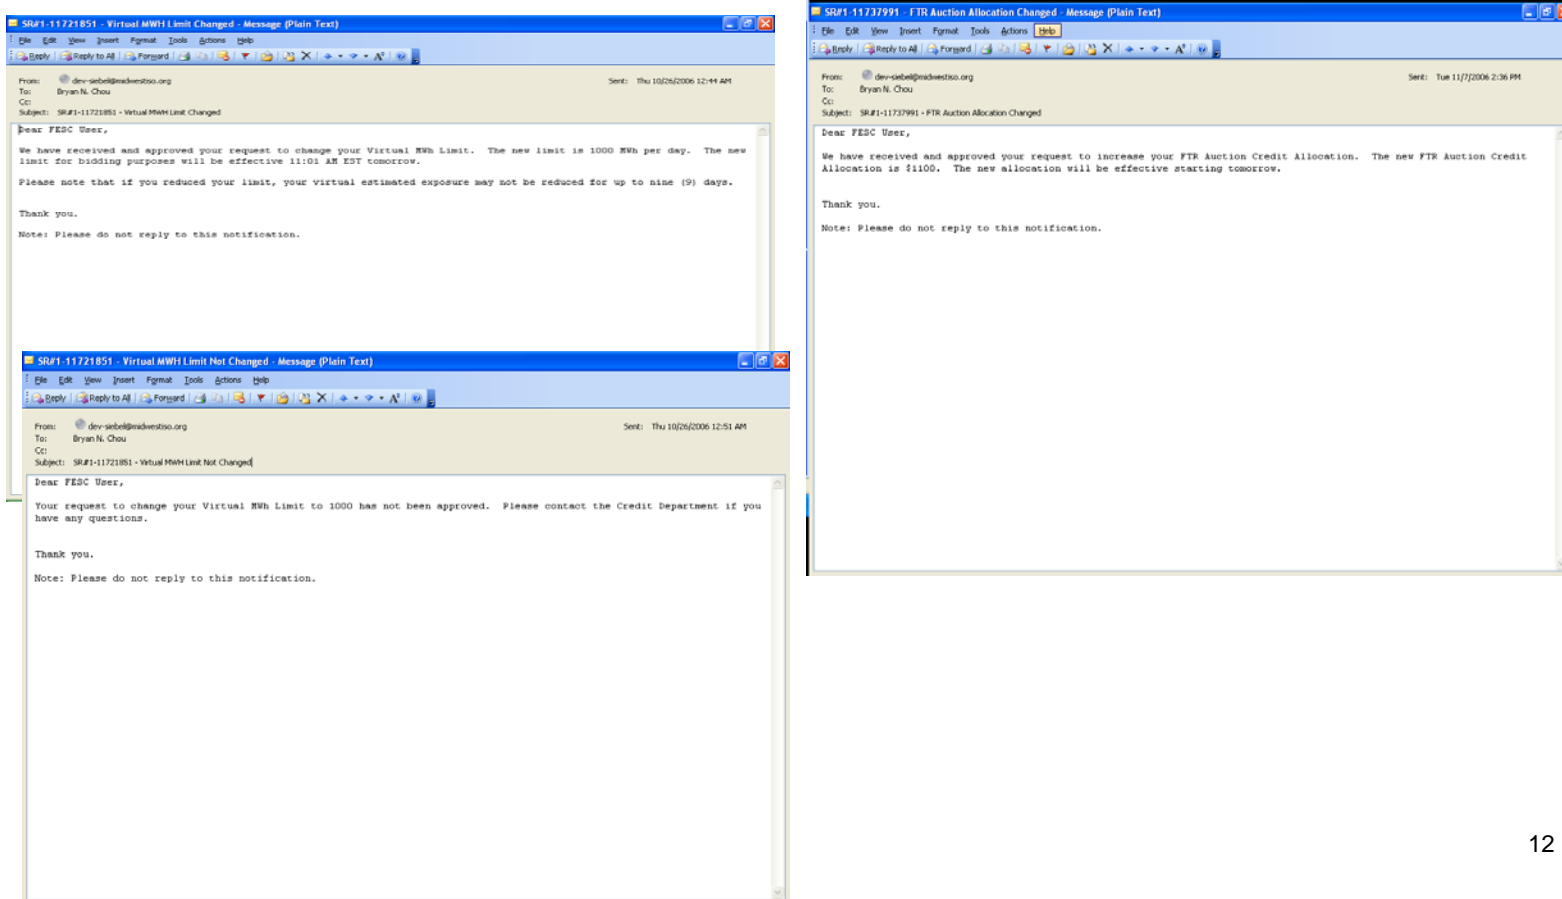 SR#1-11721851 - Virtual MWH Limit Changed - Message (Plain Text)
File Edit View Insert Format Tools Actions Help
Reply Reply to All Forward
From: dev-siebel@midwestiso.org Sent: Thu 10/26/2006 12:44 AM
To: Bryan N. Chou
Cc:
Subject: SR#1-11721851 - Virtual MWH Limit Changed
Dear FESC User,
We have received and approved your request to change your Virtual MWh Limit. The new limit is 1000 MWh per day. The new
limit for bidding purposes will be effective 11:01 AM EST tomorrow.
Please note that if you reduced your limit, your virtual estimated exposure may not be reduced for up to nine (9) days.
Thank you.
Note: Please do not reply to this notification.
SR#1-11737991 - FTR Auction Allocation Changed - Message (Plain Text)
File Edit View Insert Format Tools Actions Help
Reply Reply to All Forward
From: dev-siebel@midwestiso.org Sent: Tue 11/7/2006 2:36 PM
To: Bryan N. Chou
Cc:
Subject: SR#1-11737991 - FTR Auction Allocation Changed
Dear FESC User,
We have received and approved your request to increase your FTR Auction Credit Allocation. The new FTR Auction Credit
Allocation is $1100. The new allocation will be effective starting tomorrow.
Thank you.
Note: Please do not reply to this notification.
SR#1-11721851 - Virtual MWH Limit Not Changed - Message (Plain Text)
File Edit View Insert Format Tools Actions Help
Reply Reply to All Forward
From: dev-siebel@midwestiso.org Sent: Thu 10/26/2006 12:51 AM
To: Bryan N. Chou
Cc:
Subject: SR#1-11721851 - Virtual MWH Limit Not Changed
Dear FESC User,
Your request to change your Virtual MWh Limit to 1000 has not been approved. Please contact the Credit Department if you
have any questions.
Thank you.
Note: Please do not reply to this notification.
12